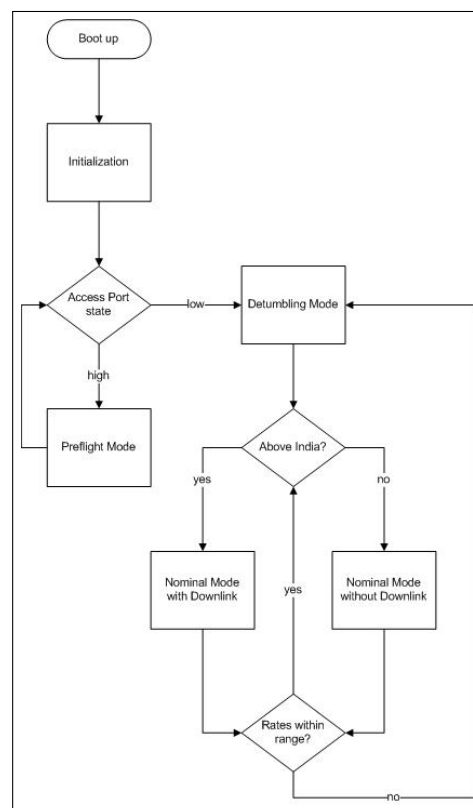 Boot up
Initialization
Access Port
state
low
Detumbling Mode
high
Preflight Mode
Above India?
yes
no
Nominal Mode
with Downlink
yes
Nominal Mode
without Downlink
Rates within
range?
no